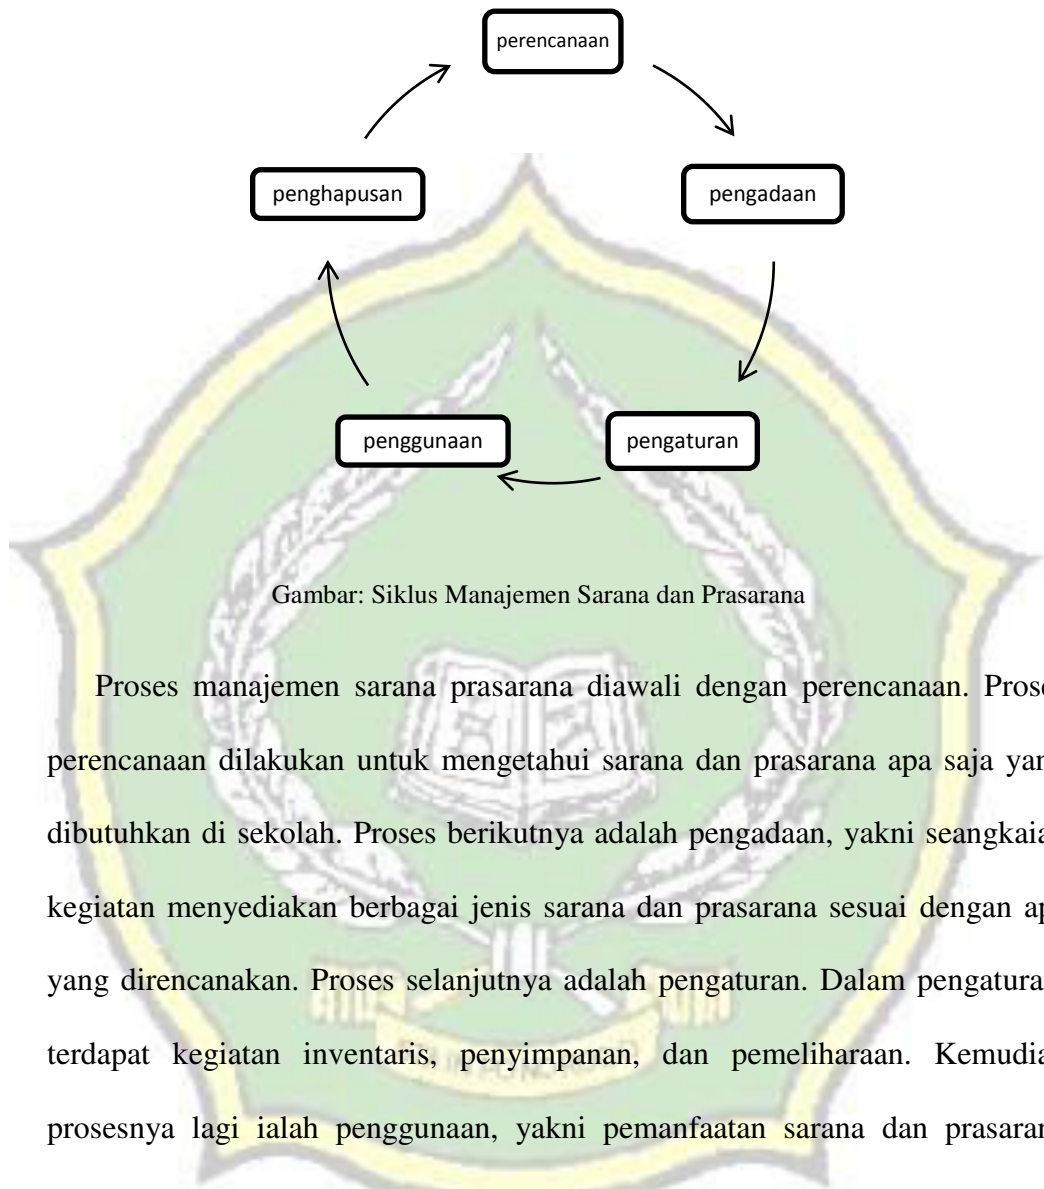 perencanaan
penghapusan
pengadaan
penggunaan
pengaturan
Gambar: Siklus Manajemen Sarana dan Prasarana
Proses manajemen sarana prasarana diawali dengan perencanaan. Prose
perencanaan dilakukan untuk mengetahui sarana dan prasarana apa saja yan
dibutuhkan di sekolah. Proses berikutnya adalah pengadaan, yakni seangkaia
kegiatan menyediakan berbagai jenis sarana dan prasarana sesuai dengan ap
yang direncanakan. Proses selanjutnya adalah pengaturan. Dalam pengatura
terdapat kegiatan inventaris, penyimpanan, dan pemeliharaan. Kemudia
prosesnya lagi ialah penggunaan, yakni pemanfaatan sarana dan prasaran